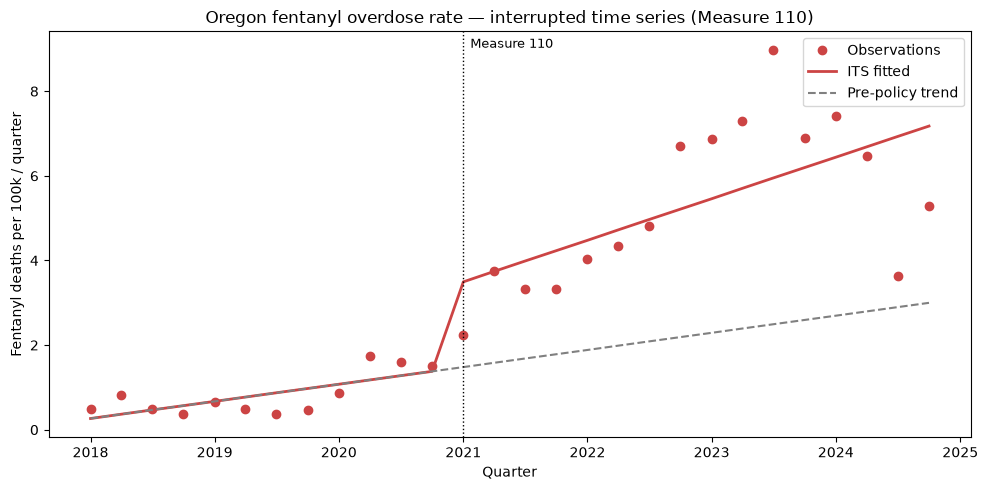 Oregon fentanyl overdose rate — interrupted time series (Measure 110)
Measure 110
Observations
ITS fitted
Pre-policy trend
Fentanyl deaths per 100k / quarter
8
6
4
2
0
2018 2019 2020 2021 2022 2023 2024 2025
Quarter